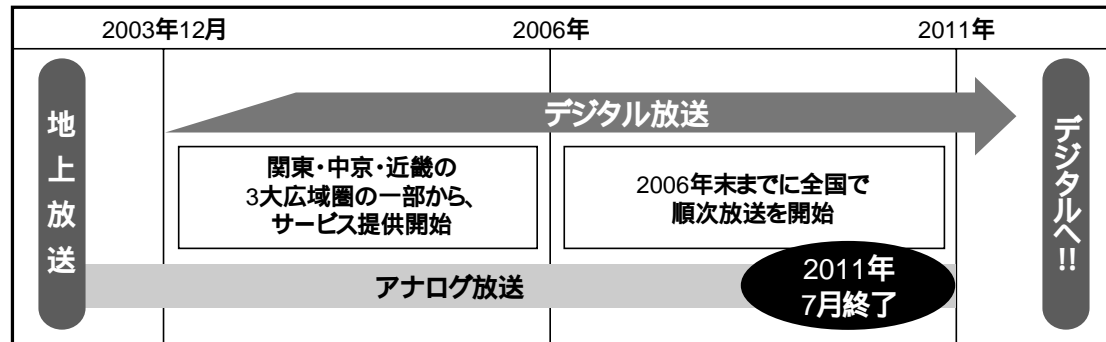 2003年12月
2006年
2011年
地上放送
デジタル放送
デジタルへ!!
関東・中京・近畿の
3大広域圏の一部から、
サービス提供開始
2006年末までに全国で
順次放送を開始
アナログ放送
2011年
7月終了